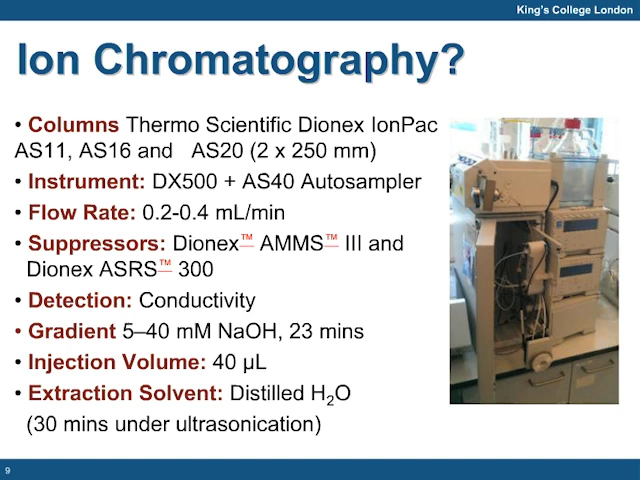 King's College London
Ion Chromatography?
• Columns Thermo Scientific Dionex IonPac
AS11, AS16 and AS20 (2 x 250 mm)
• Instrument: DX500 + AS40 Autosampler
• Flow Rate: 0.2-0.4 mL/min
• Suppressors: Dionex™ AMMS™ III and
Dionex ASRS™ 300
• Detection: Conductivity
• Gradient 5–40 mM NaOH, 23 mins
• Injection Volume: 40 µL
• Extraction Solvent: Distilled H₂O
(30 mins under ultrasonication)
9